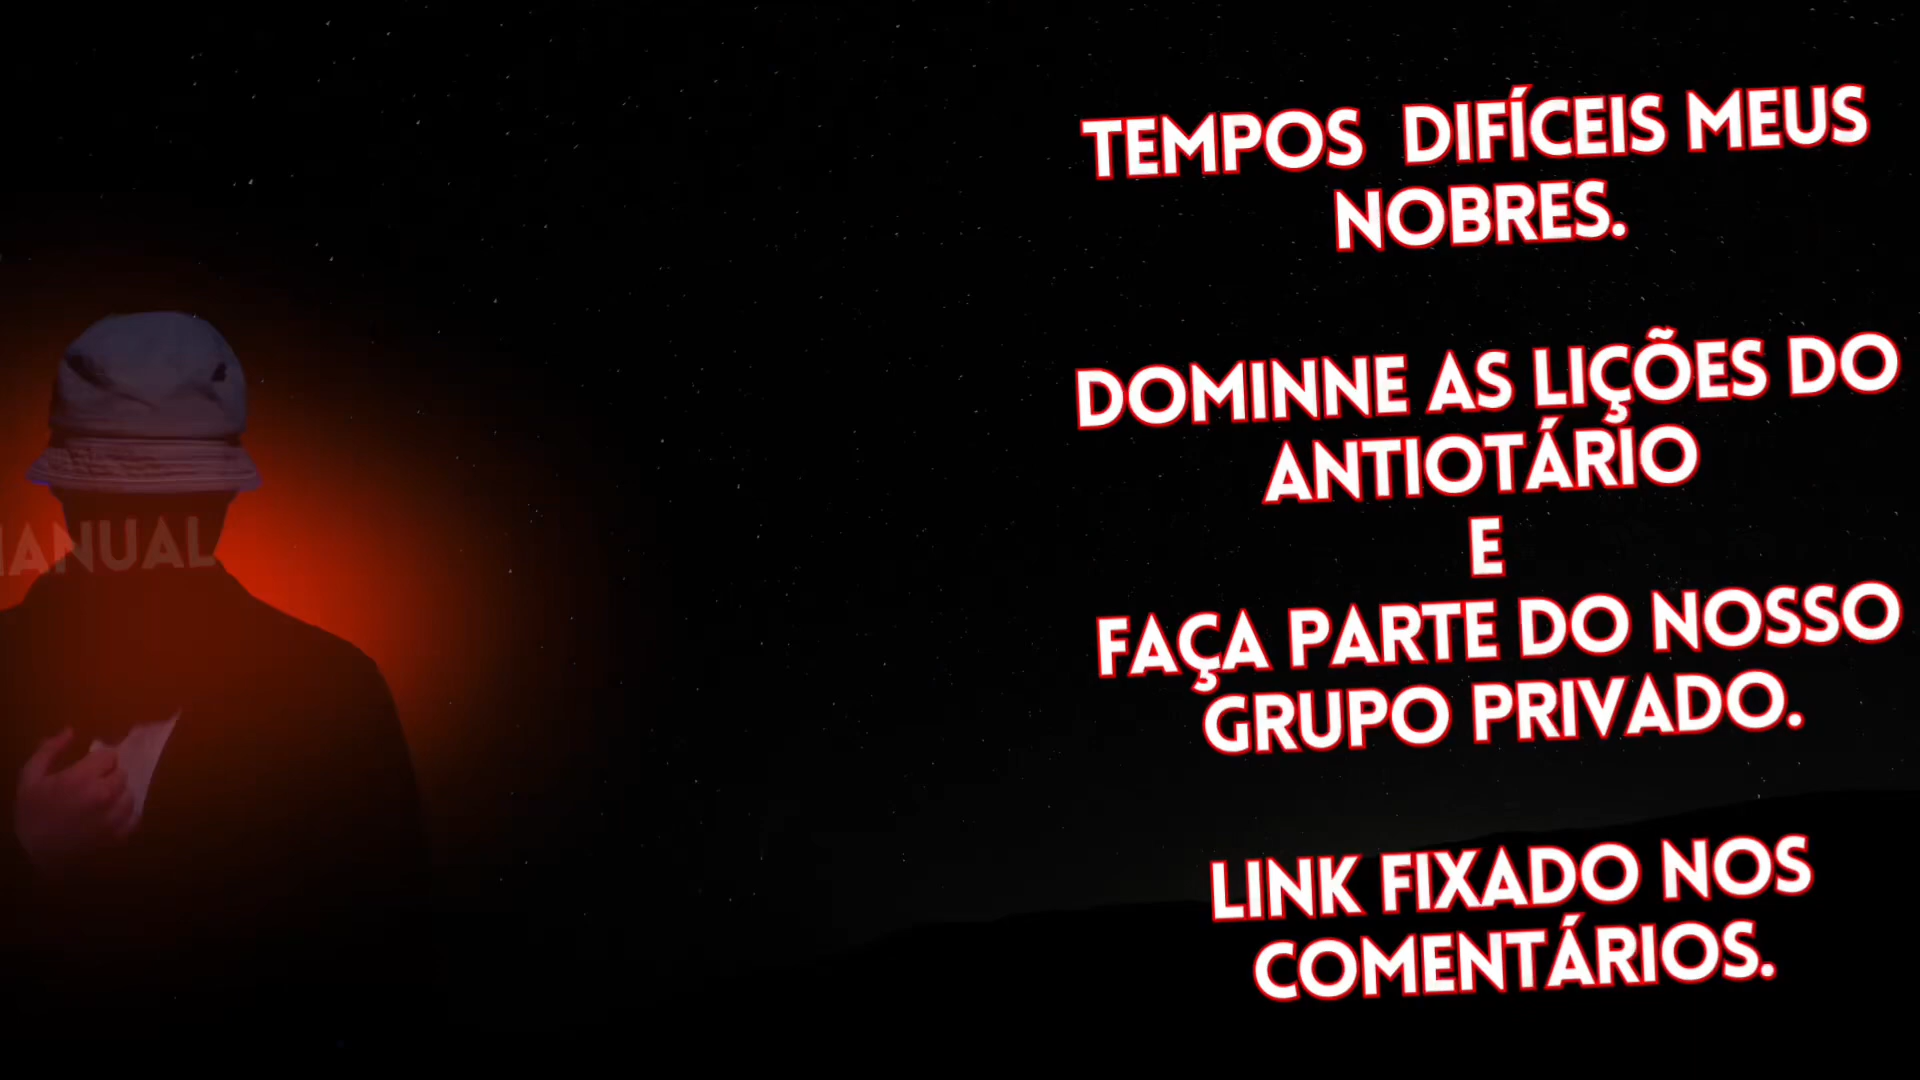 TEMPOS DIFÍCEIS MEUS
NOBRES.
DOMINNE AS LIÇÕES DO
ANTIOTÁRIO
E
FAÇA PARTE DO NOSSO
GRUPO PRIVADO.
LINK FIXADO NOS
COMENTÁRIOS.
MANUAL